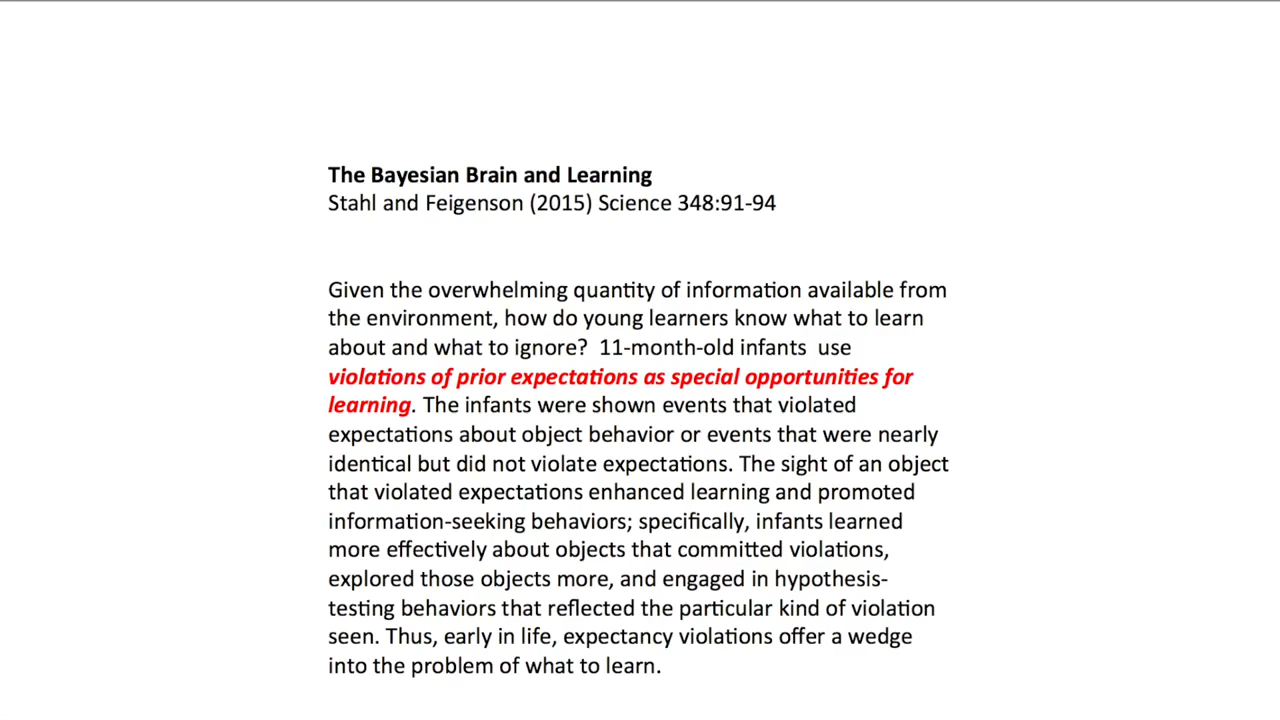 The Bayesian Brain and Learning
Stahl and Feigenson (2015) Science 348:91-94
Given the overwhelming quantity of information available from
the environment, how do young learners know what to learn
about and what to ignore?  11-month-old infants  use
violations of prior expectations as special opportunities for
learning. The infants were shown events that violated
expectations about object behavior or events that were nearly
identical but did not violate expectations. The sight of an object
that violated expectations enhanced learning and promoted
information-seeking behaviors; specifically, infants learned
more effectively about objects that committed violations,
explored those objects more, and engaged in hypothesis-
testing behaviors that reflected the particular kind of violation
seen. Thus, early in life, expectancy violations offer a wedge
into the problem of what to learn.